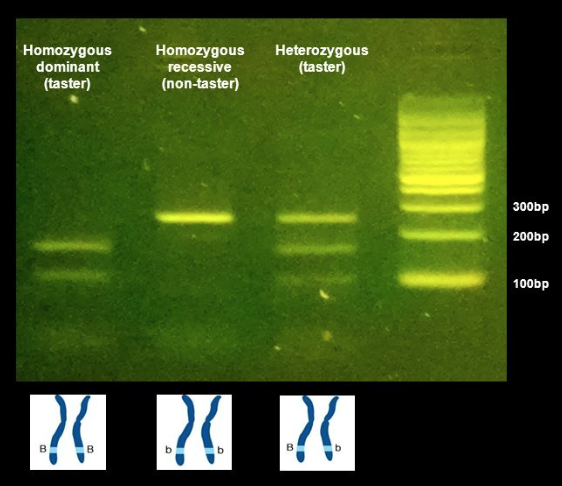 Homozygous
dominant
(taster)
Homozygous
recessive
(non-taster)
Heterozygous
(taster)
300bp
200bp
100bp
B B
b b
B b